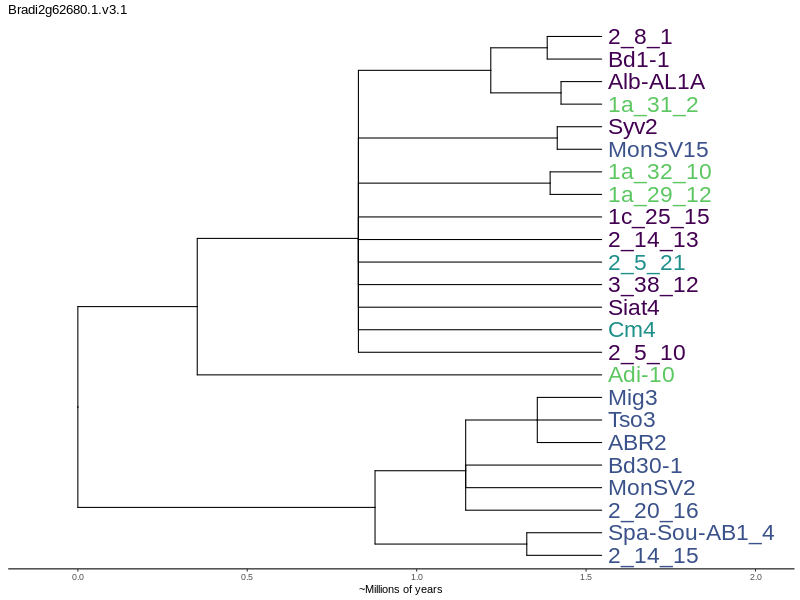 Bradi2g62680.1.v3.1
2_8_1
Bd1-1
Alb-AL1A
1a_31_2
Syv2
MonSV15
1a_32_10
1a_29_12
1c_25_15
2_14_13
2_5_21
3_38_12
Siat4
Cm4
2_5_10
Adi-10
Mig3
Tso3
ABR2
Bd30-1
MonSV2
2_20_16
Spa-Sou-AB1_4
2_14_15
0.0 0.5 1.0 1.5 2.0
~Millions of years